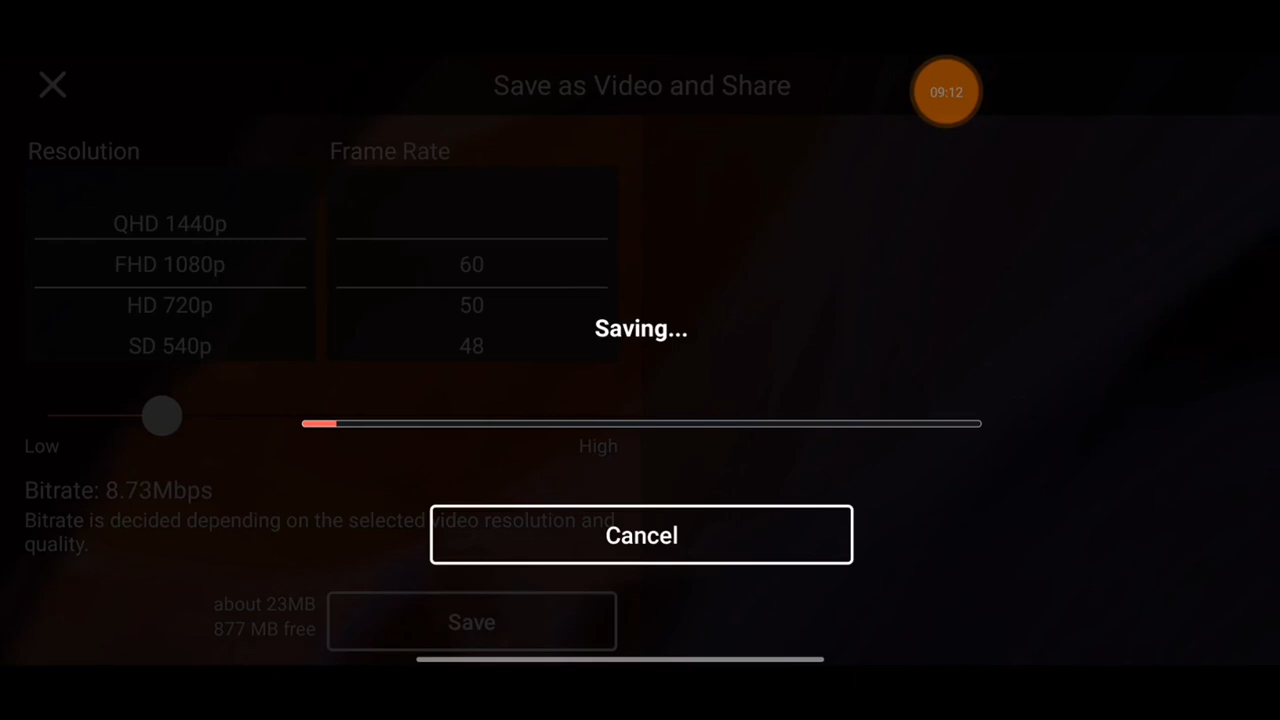 Save as Video and Share
09:12
Resolution
Frame Rate
QHD 1440p
FHD 1080p
60
HD 720p
50
SD 540p
48
Saving...
Low
High
Bitrate: 8.73Mbps
Bitrate is decided depending on the selected video resolution and
quality.
Cancel
about 23MB
877 MB free
Save